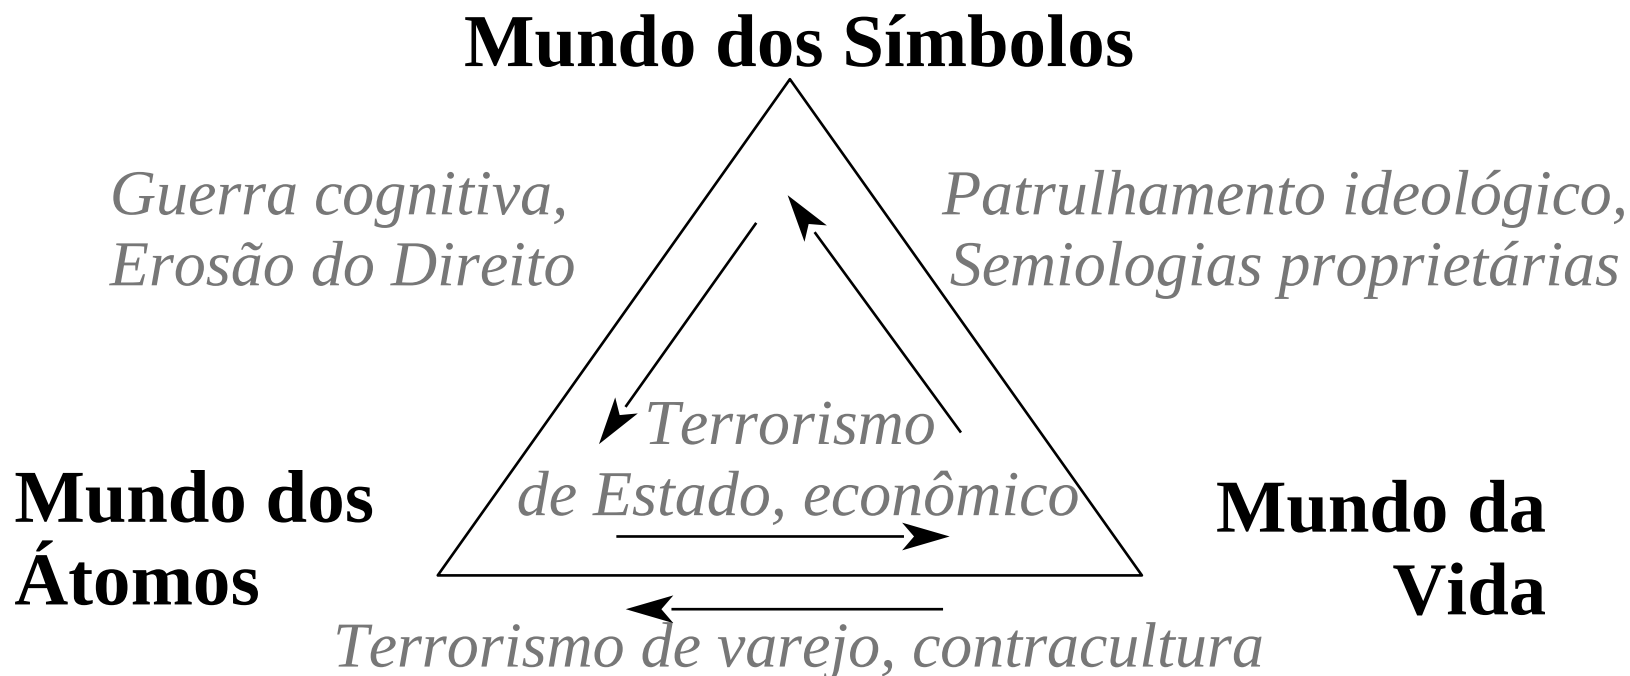 Mundo dos Símbolos
Guerra cognitiva,
Erosão do Direito
Patrulhamento ideológico,
Semiologias proprietárias
Terrorismo
de Estado, econômico
Mundo dos
Átomos
Mundo da
Vida
Terrorismo de varejo, contracultura